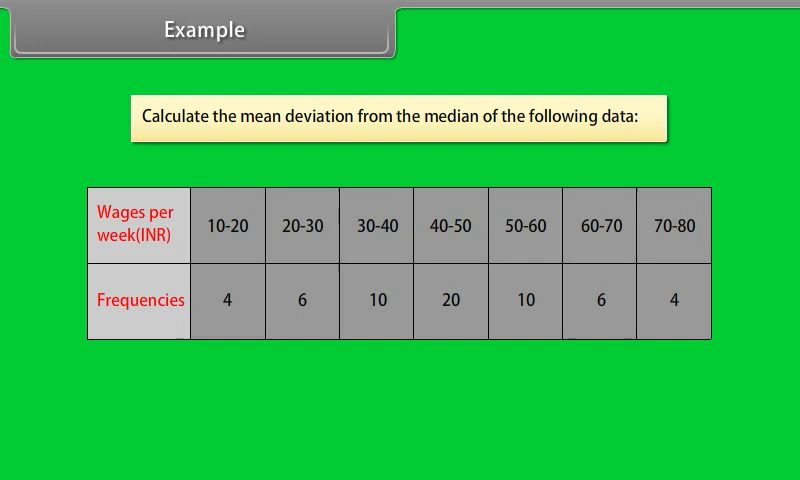 Example
Calculate the mean deviation from the median of the following data:
Wages per week(INR) 10-20 20-30 30-40 40-50 50-60 60-70 70-80
Frequencies 4 6 10 20 10 6 4